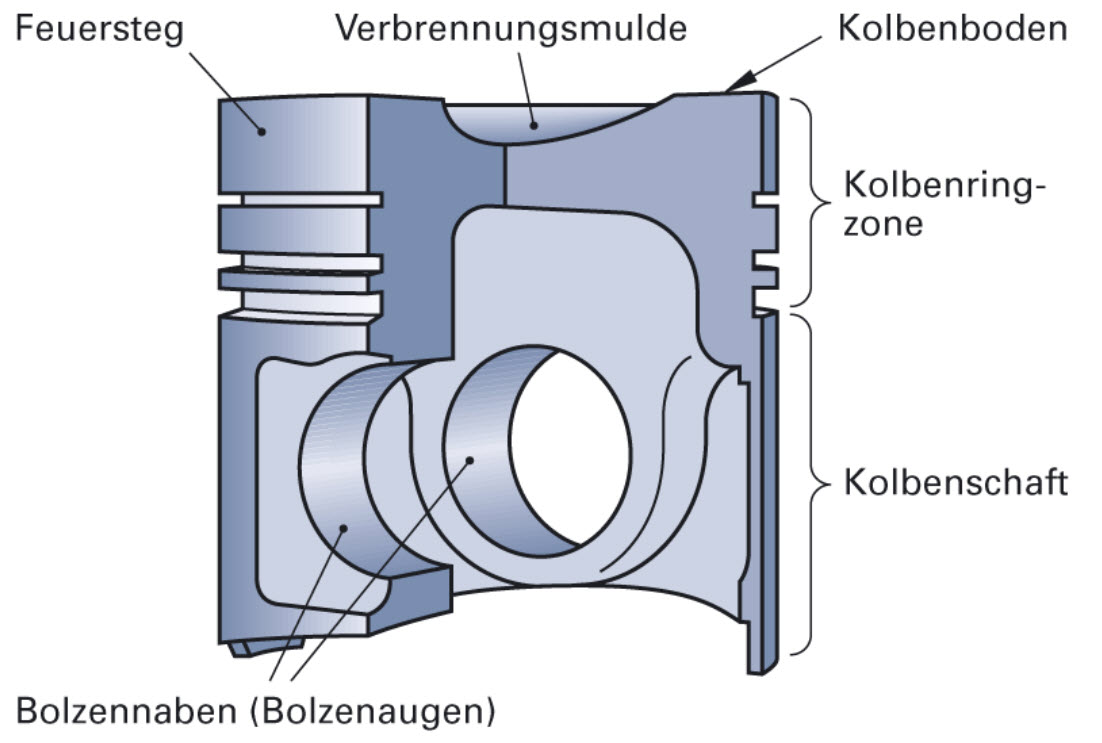 Feuersteg
Verbrennungsmulde
Kolbenboden
Kolbenring-
zone
Kolbenschaft
Bolzennaben (Bolzenaugen)